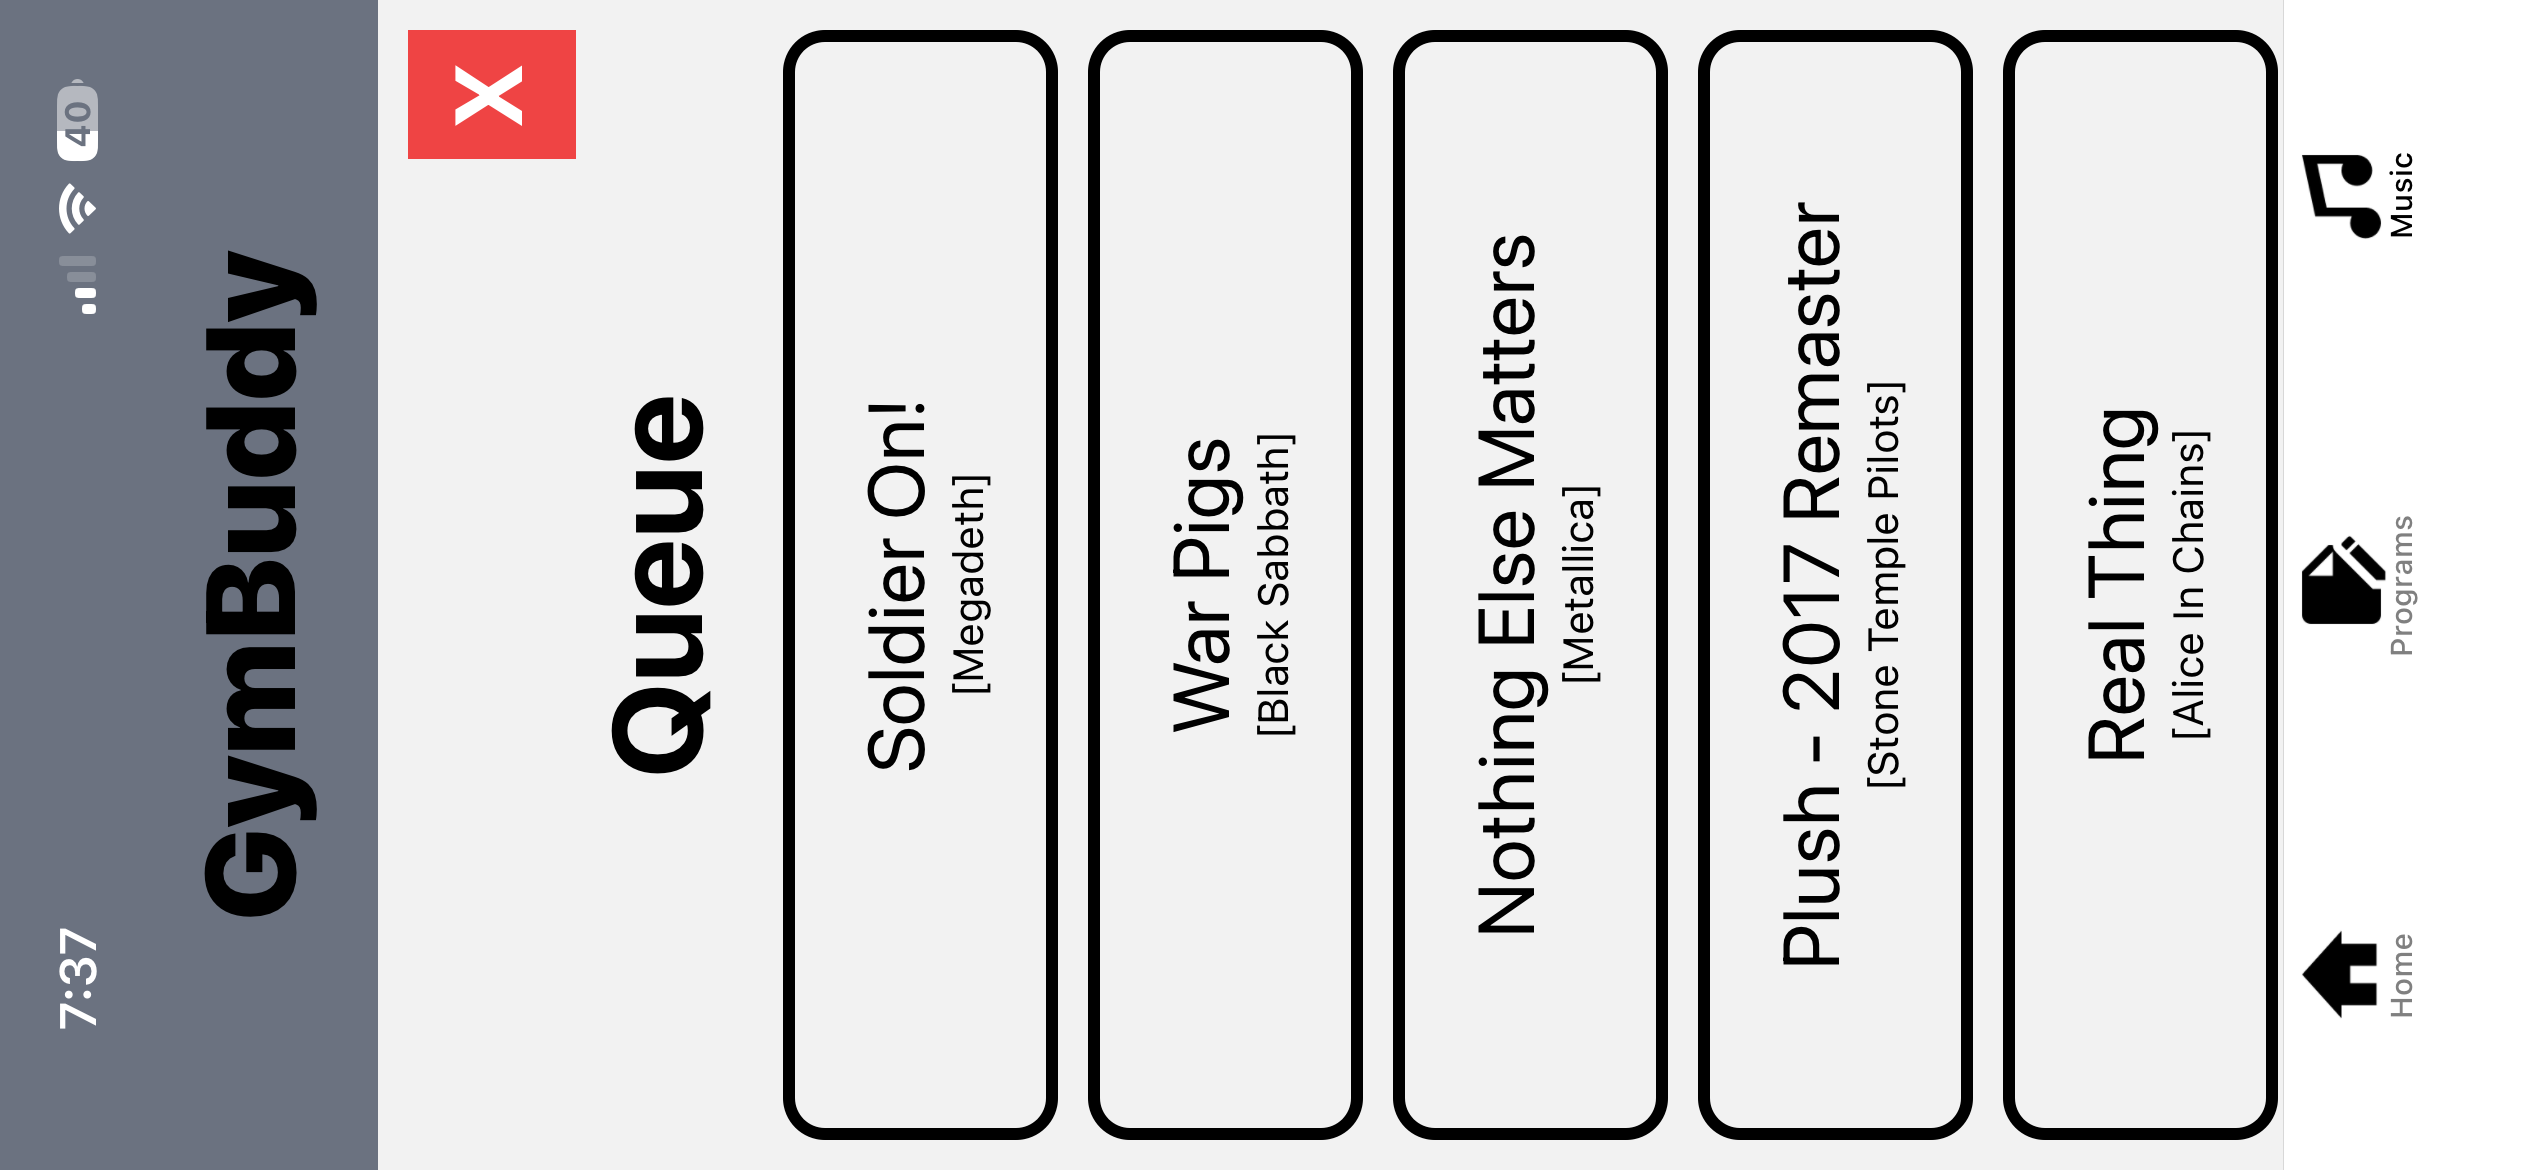 7:37
40
GymBuddy
X
Queue
Soldier On!
[Megadeth]
War Pigs
[Black Sabbath]
Nothing Else Matters
[Metallica]
Plush - 2017 Remaster
[Stone Temple Pilots]
Real Thing
[Alice In Chains]
Home
Programs
Music